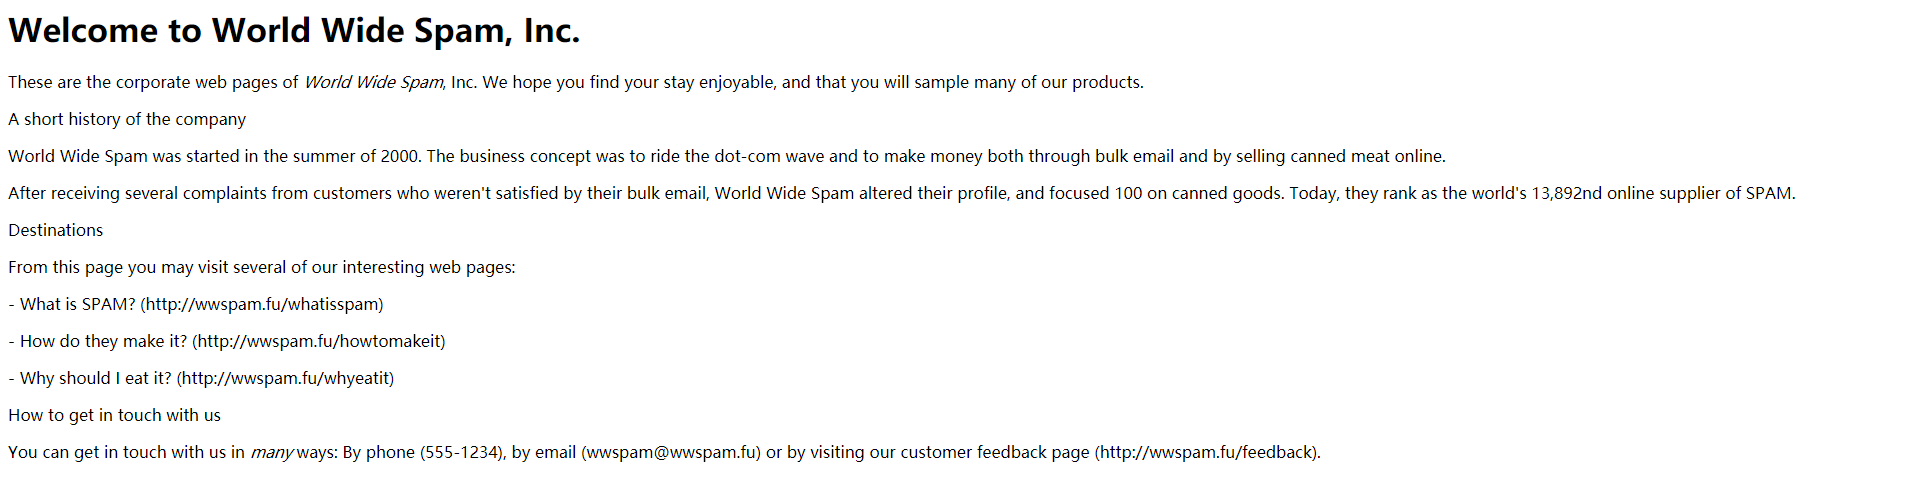 Welcome to World Wide Spam, Inc.
These are the corporate web pages of World Wide Spam, Inc. We hope you find your stay enjoyable, and that you will sample many of our products.
A short history of the company
World Wide Spam was started in the summer of 2000. The business concept was to ride the dot-com wave and to make money both through bulk email and by selling canned meat online.
After receiving several complaints from customers who weren't satisfied by their bulk email, World Wide Spam altered their profile, and focused 100 on canned goods. Today, they rank as the world's 13,892nd online supplier of SPAM.
Destinations
From this page you may visit several of our interesting web pages:
- What is SPAM? (http://wwspam.fu/whatisspam)
- How do they make it? (http://wwspam.fu/howtomakeit)
- Why should I eat it? (http://wwspam.fu/whyeatit)
How to get in touch with us
You can get in touch with us in many ways: By phone (555-1234), by email (wwspam@wwspam.fu) or by visiting our customer feedback page (http://wwspam.fu/feedback).